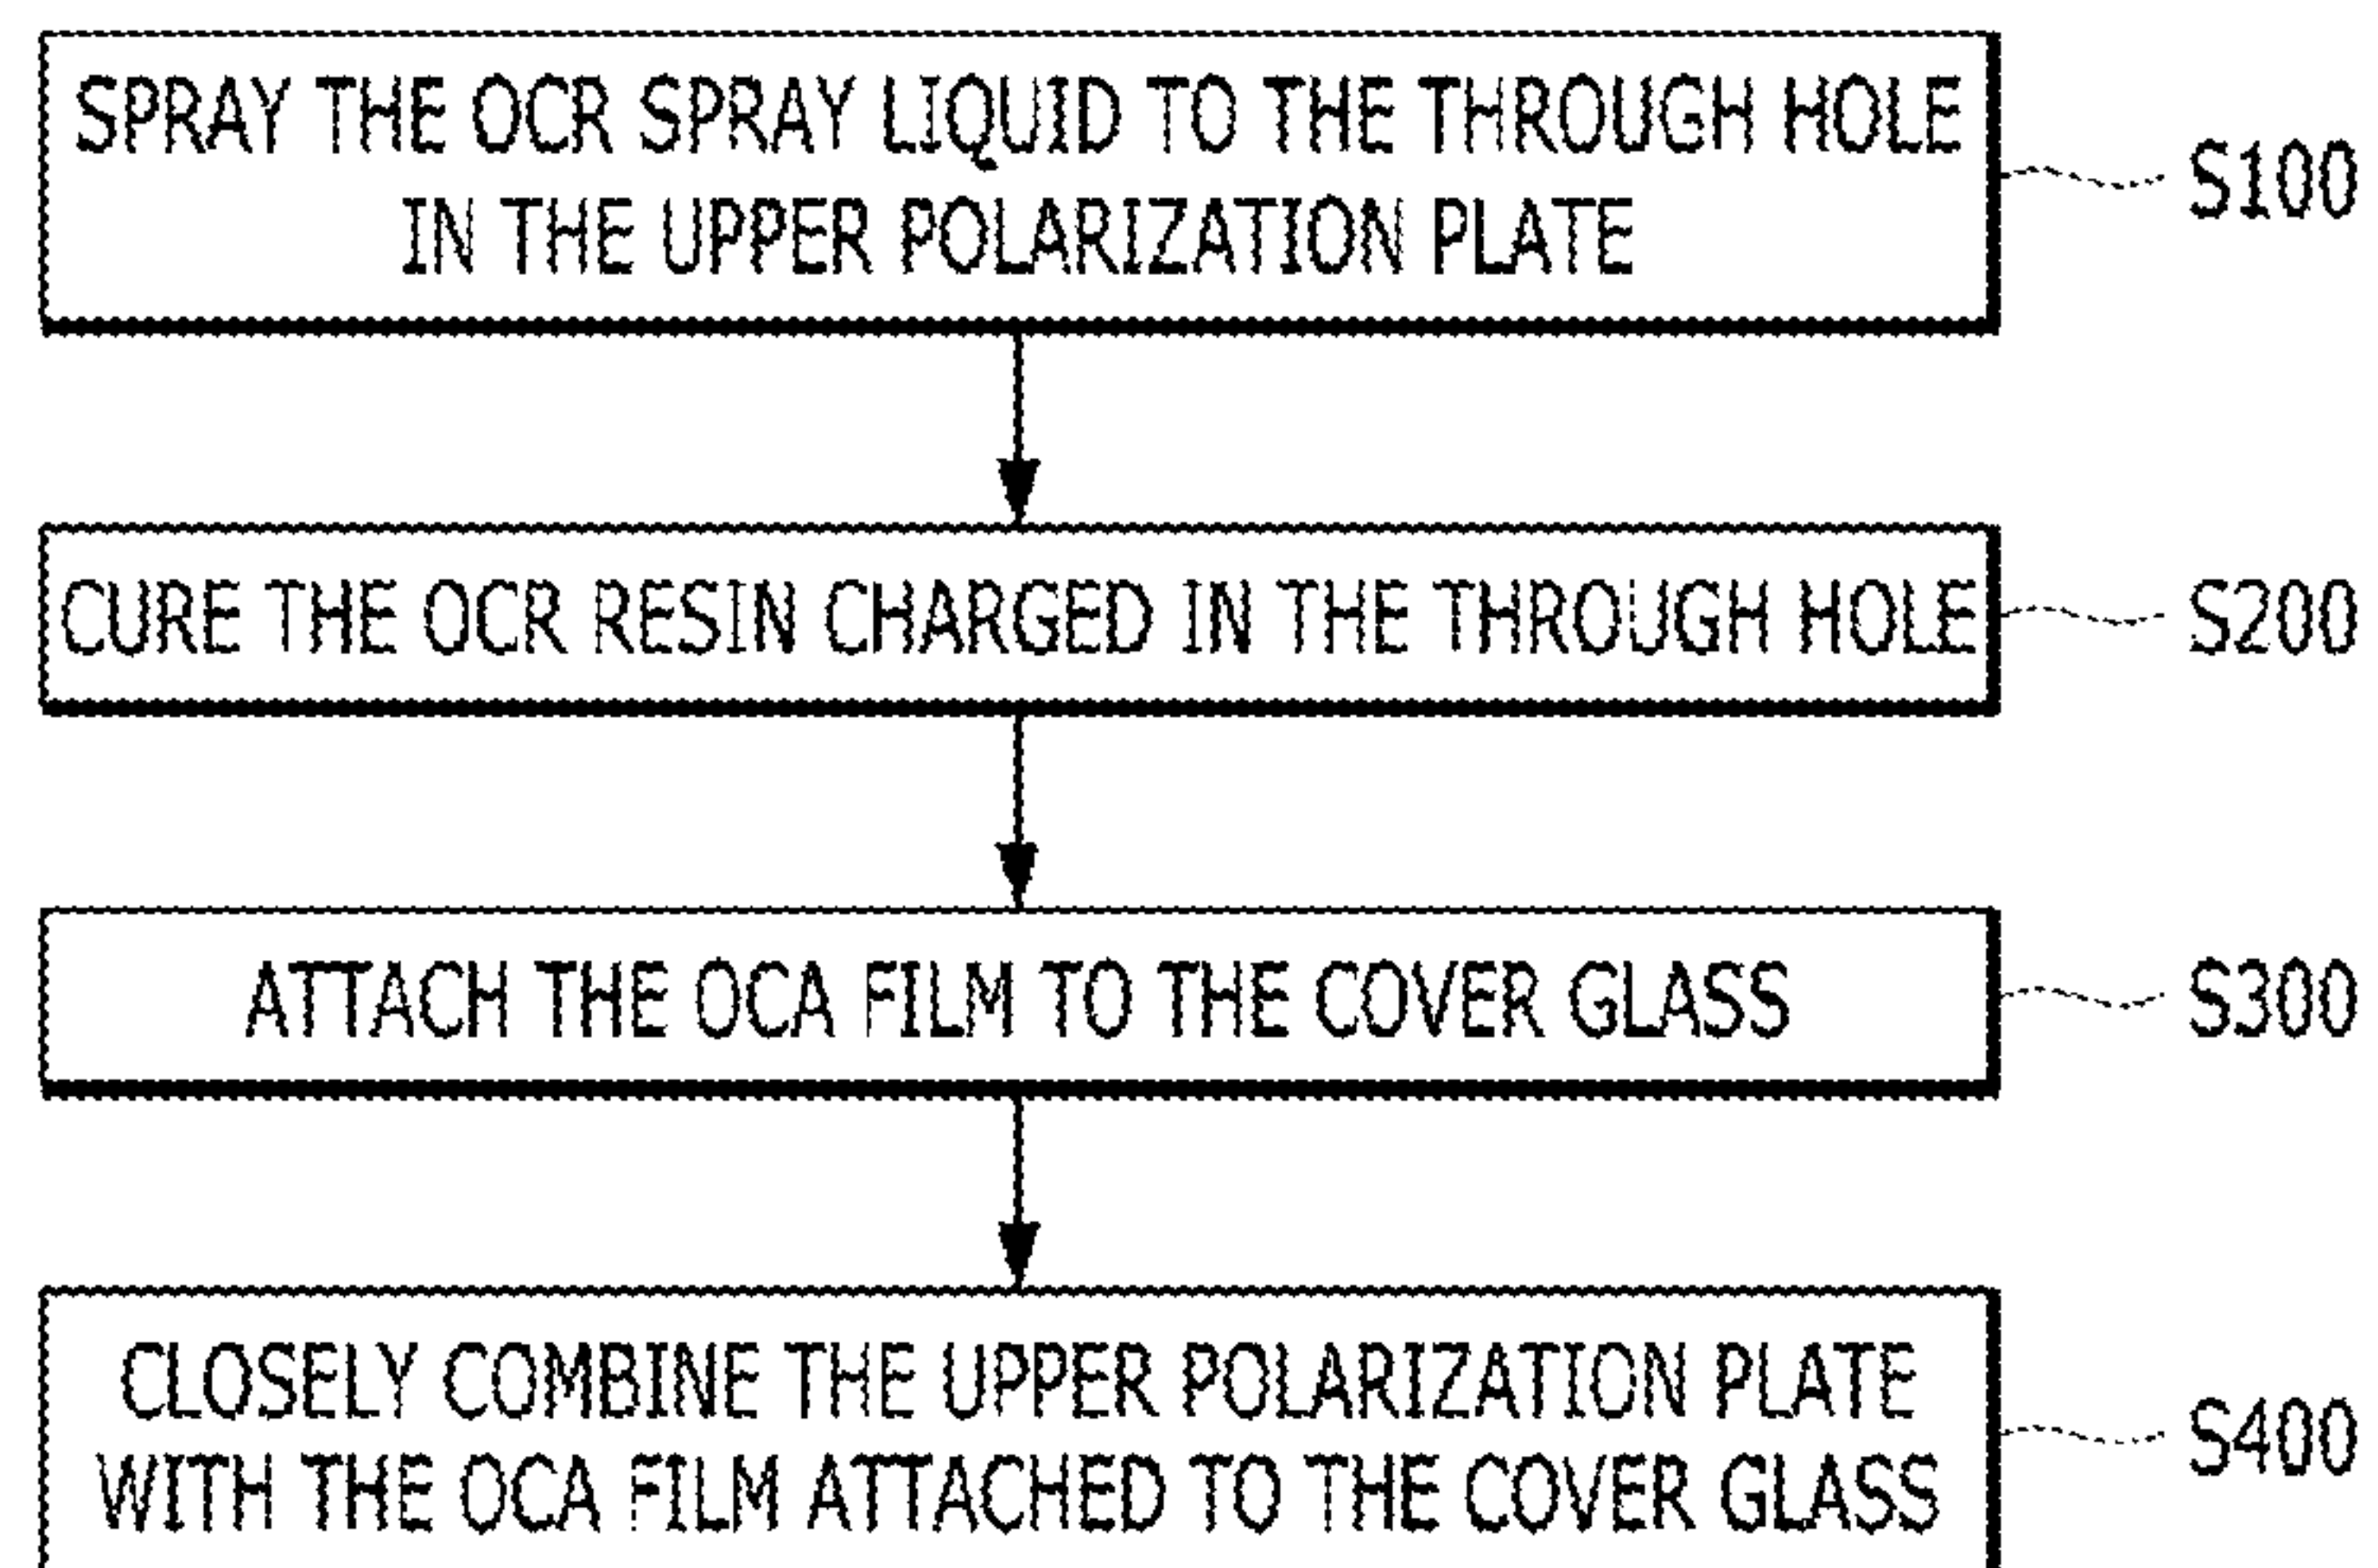 SPRAY THE OCR SPRAY LIQUID TO THE THROUGH HOLE
IN THE UPPER POLARIZATION PLATE
S100
CURE THE OCR RESIN CHARGED IN THE THROUGH HOLE
S200
ATTACH THE OCA FILM TO THE COVER GLASS
S300
CLOSELY COMBINE THE UPPER POLARIZATION PLATE
WITH THE OCA FILM ATTACHED TO THE COVER GLASS
S400